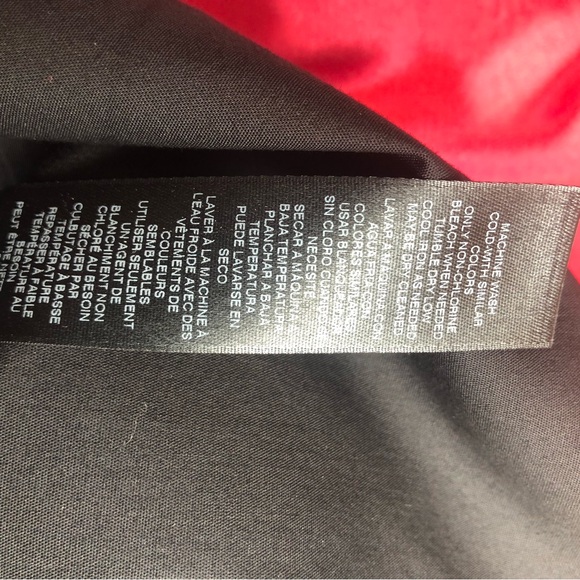 MACHINE WASH
COLD WITH SIMILAR
COLORS
ONLY NON-CHLORINE
BLEACH WHEN NEEDED
TUMBLE DRY LOW
COOL IRON AS NEEDED
MAY BE DRY CLEANED
LAVAR A MAQUINA CON
AGUA FRIA CON
COLORES SIMILARES
USAR BLANQUEADOR
SIN CLORO CUANDO SE
NECESITE
SECAR A MAQUINA
BAJA TEMPERATURA
PLANCHAR A BAJA
TEMPERATURA
PUEDE LAVARSE EN
SECO
LAVER À LA MACHINE À
L'EAU FROIDE AVEC DES
VÊTEMENTS DE
COULEURS
SEMBLABLES
UTILISER SEULEMENT
UN AGENT DE
BLANCHIMENT NON
CHLORÉ AU BESOIN
SÉCHER PAR
CULBUTAGE À BASSE
TEMPÉRATURE
REPASSER À FAIBLE
BESOIN AU
PEUT ÊTRE